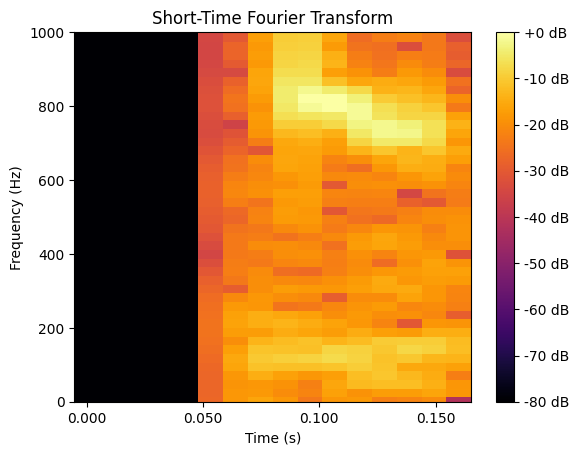 Short-Time Fourier Transform
1000
800
600
400
200
0
Frequency (Hz)
0.000
0.050
0.100
0.150
Time (s)
+0 dB
-10 dB
-20 dB
-30 dB
-40 dB
-50 dB
-60 dB
-70 dB
-80 dB